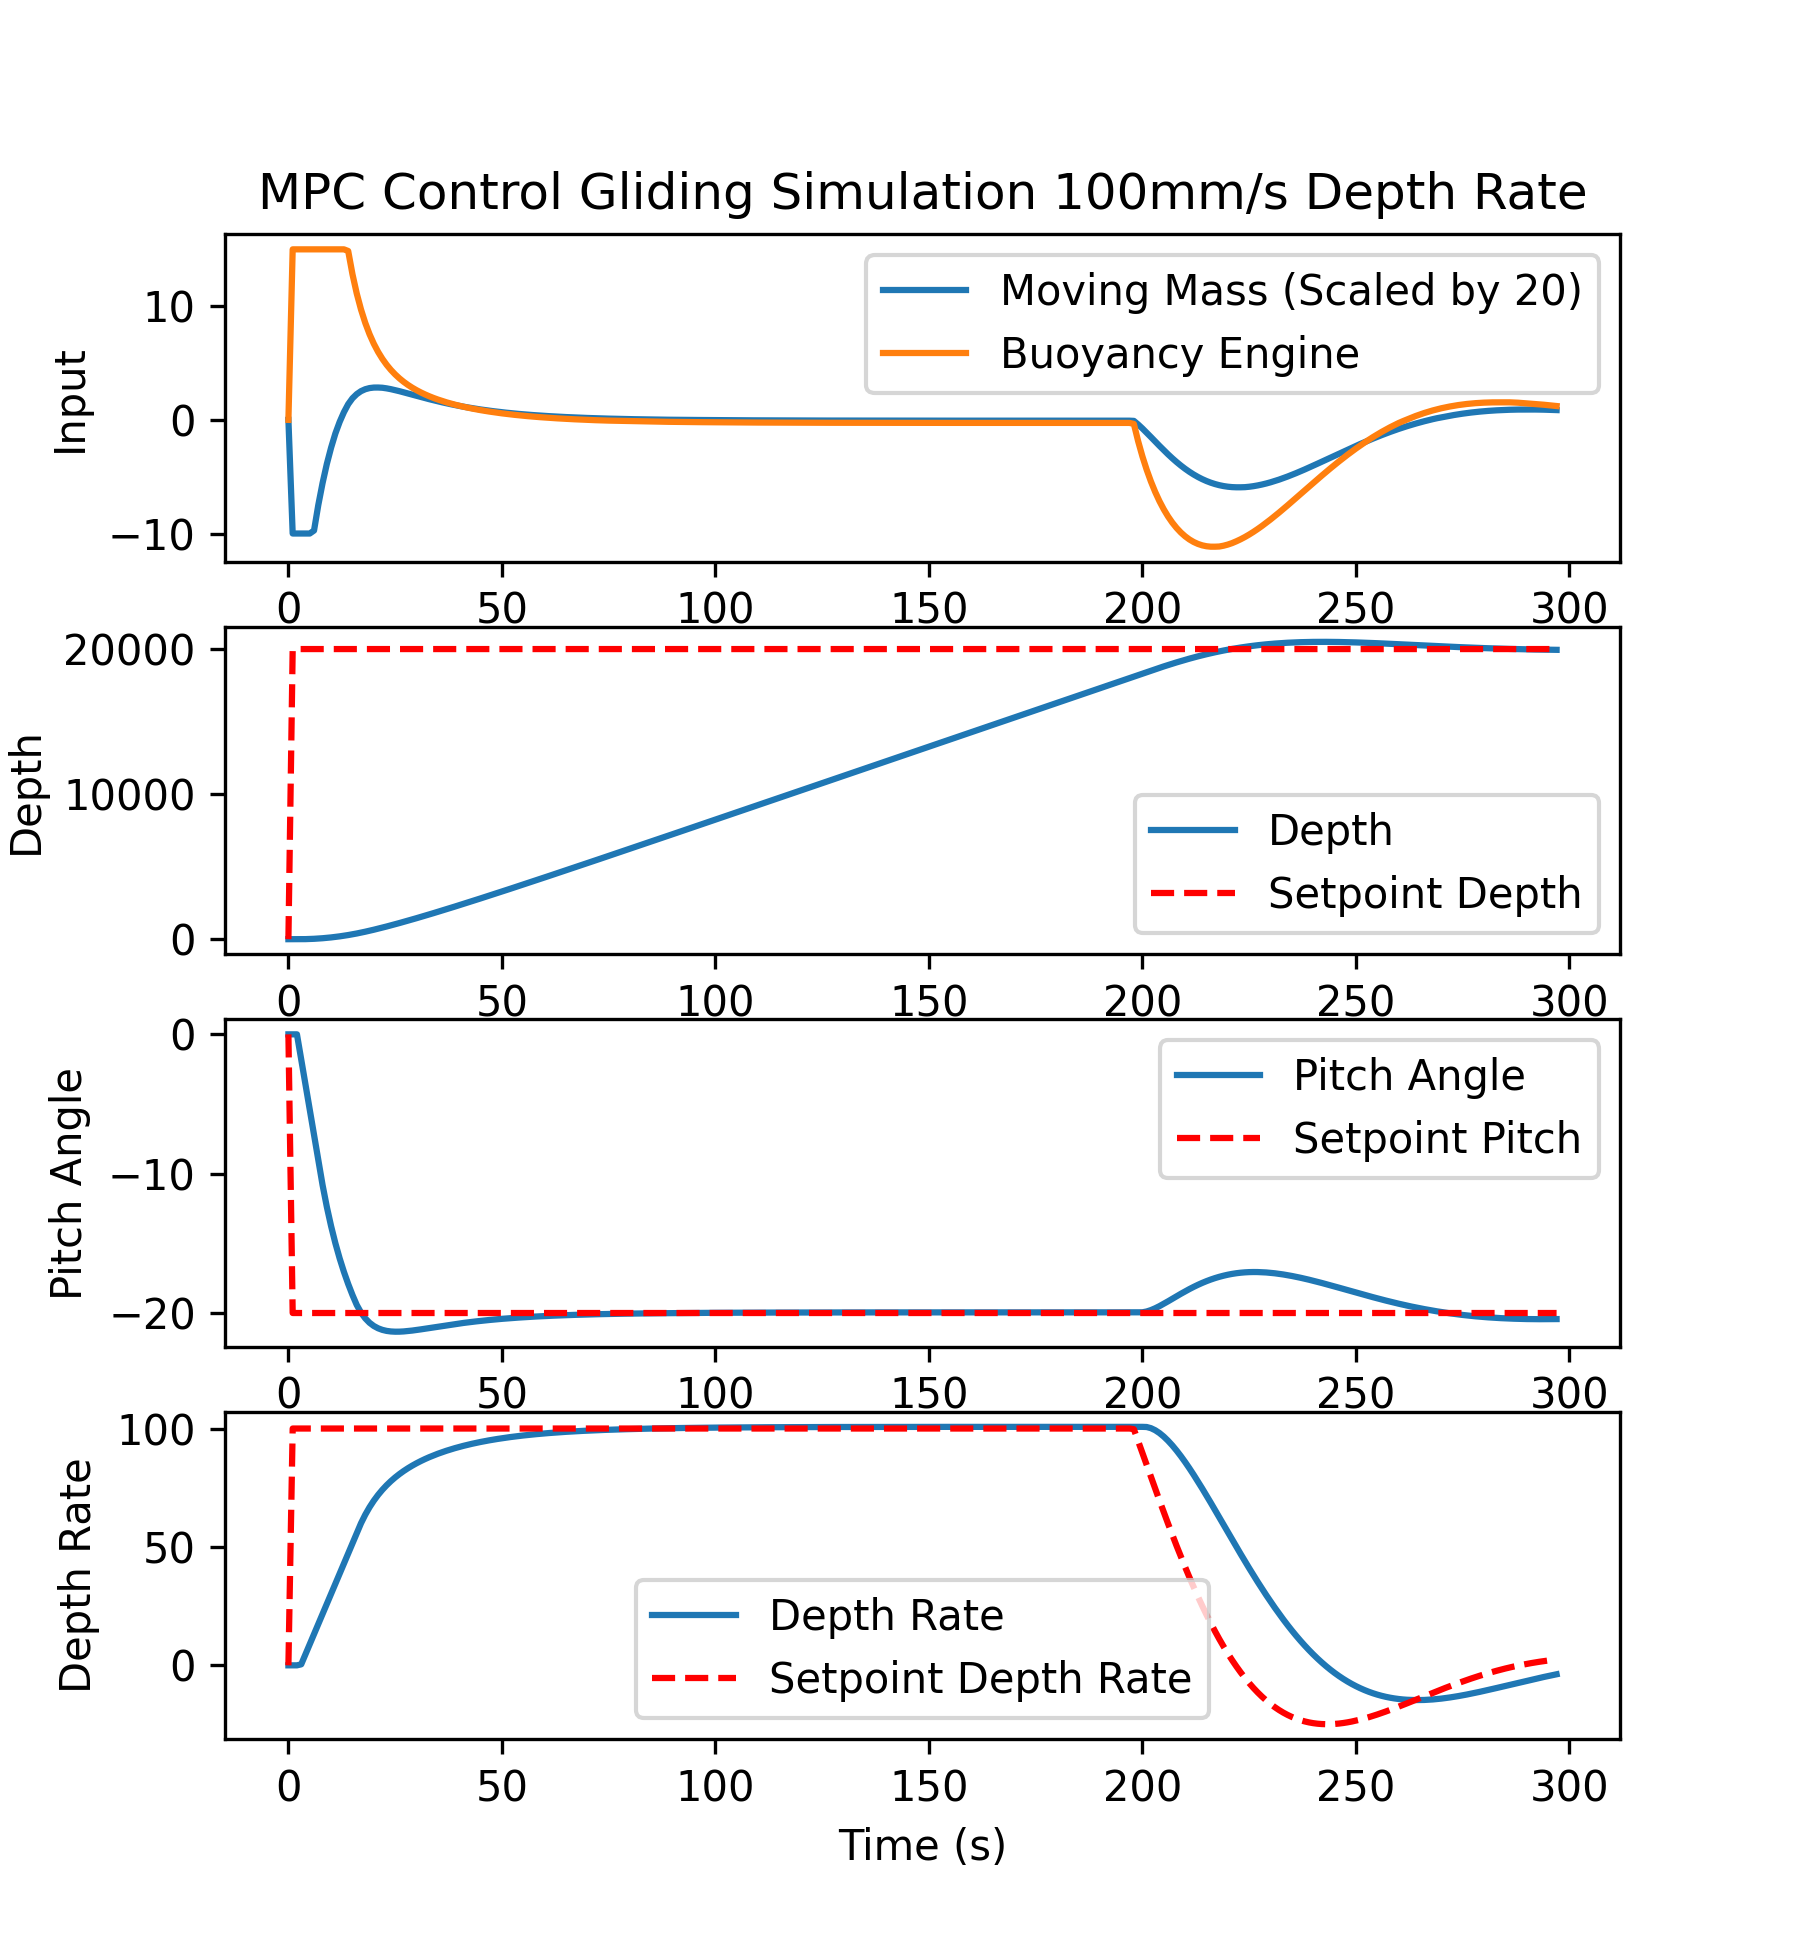 MPC Control Gliding Simulation 100mm/s Depth Rate
Input
10
0
−10
Moving Mass (Scaled by 20)
Buoyancy Engine
0 50 100 150 200 250 300
Depth
20000
10000
0
Depth
Setpoint Depth
0 50 100 150 200 250 300
Pitch Angle
0
−10
−20
Pitch Angle
Setpoint Pitch
0 50 100 150 200 250 300
Depth Rate
100
50
0
Depth Rate
Setpoint Depth Rate
0 50 100 150 200 250 300
Time (s)